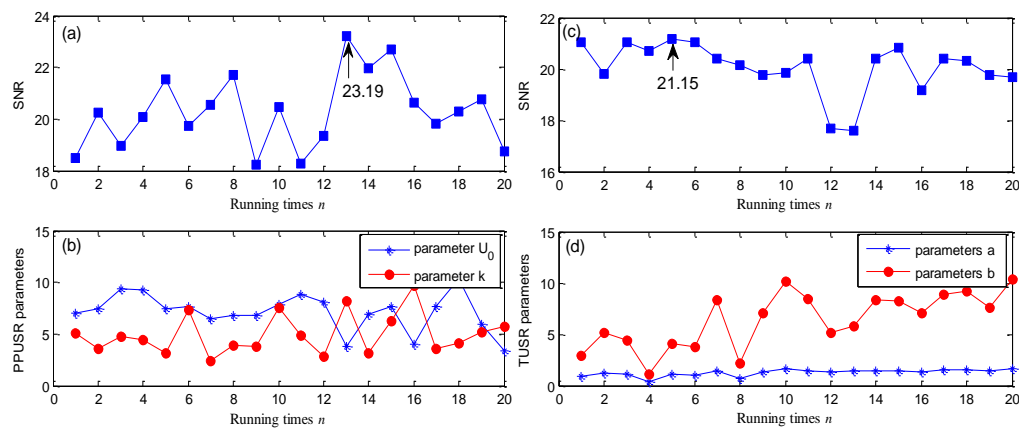 (a)
SNR
24
22
20
18
23.19
0 2 4 6 8 10 12 14 16 18 20
Running times n
(c)
SNR
22
20
18
16
21.15
0 2 4 6 8 10 12 14 16 18 20
Running times n
(b)
PPUSR parameters
15
10
5
0
parameter U0
parameter k
0 2 4 6 8 10 12 14 16 18 20
Running times n
(d)
TUSR parameters
15
10
5
0
parameters a
parameters b
0 2 4 6 8 10 12 14 16 18 20
Running times n